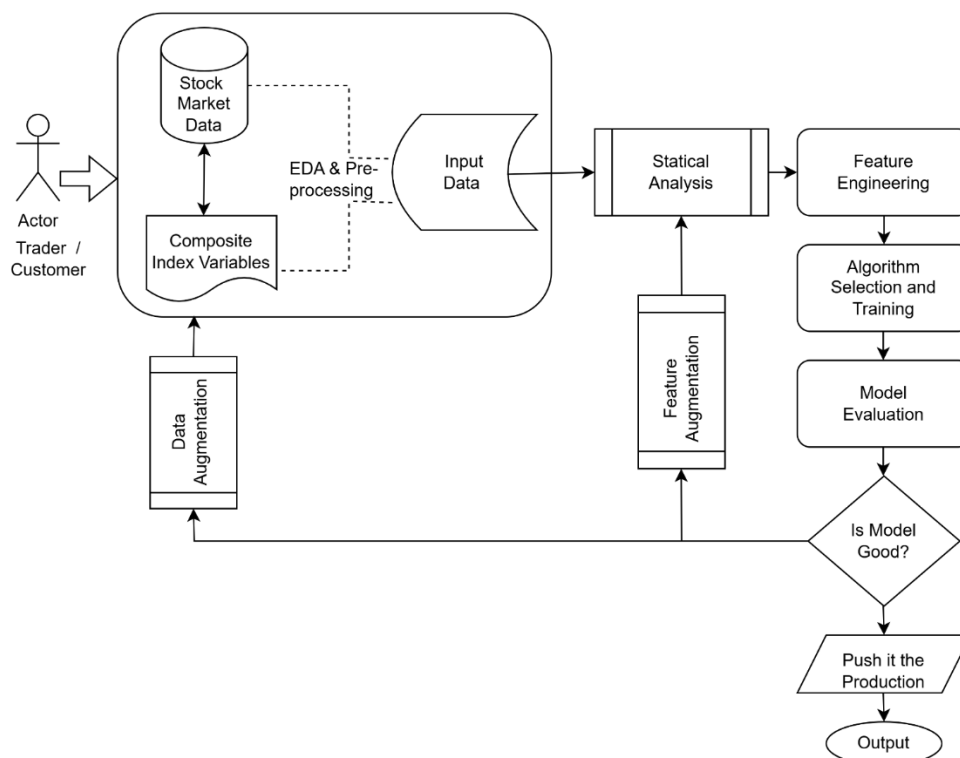 Actor
Trader /
Customer
Stock
Market
Data
Composite
Index Variables
EDA & Pre-
processing
Input
Data
Statical
Analysis
Feature
Engineering
Algorithm
Selection and
Training
Model
Evaluation
Is Model
Good?
Push it the
Production
Output
Data
Augmentation
Feature
Augmentation